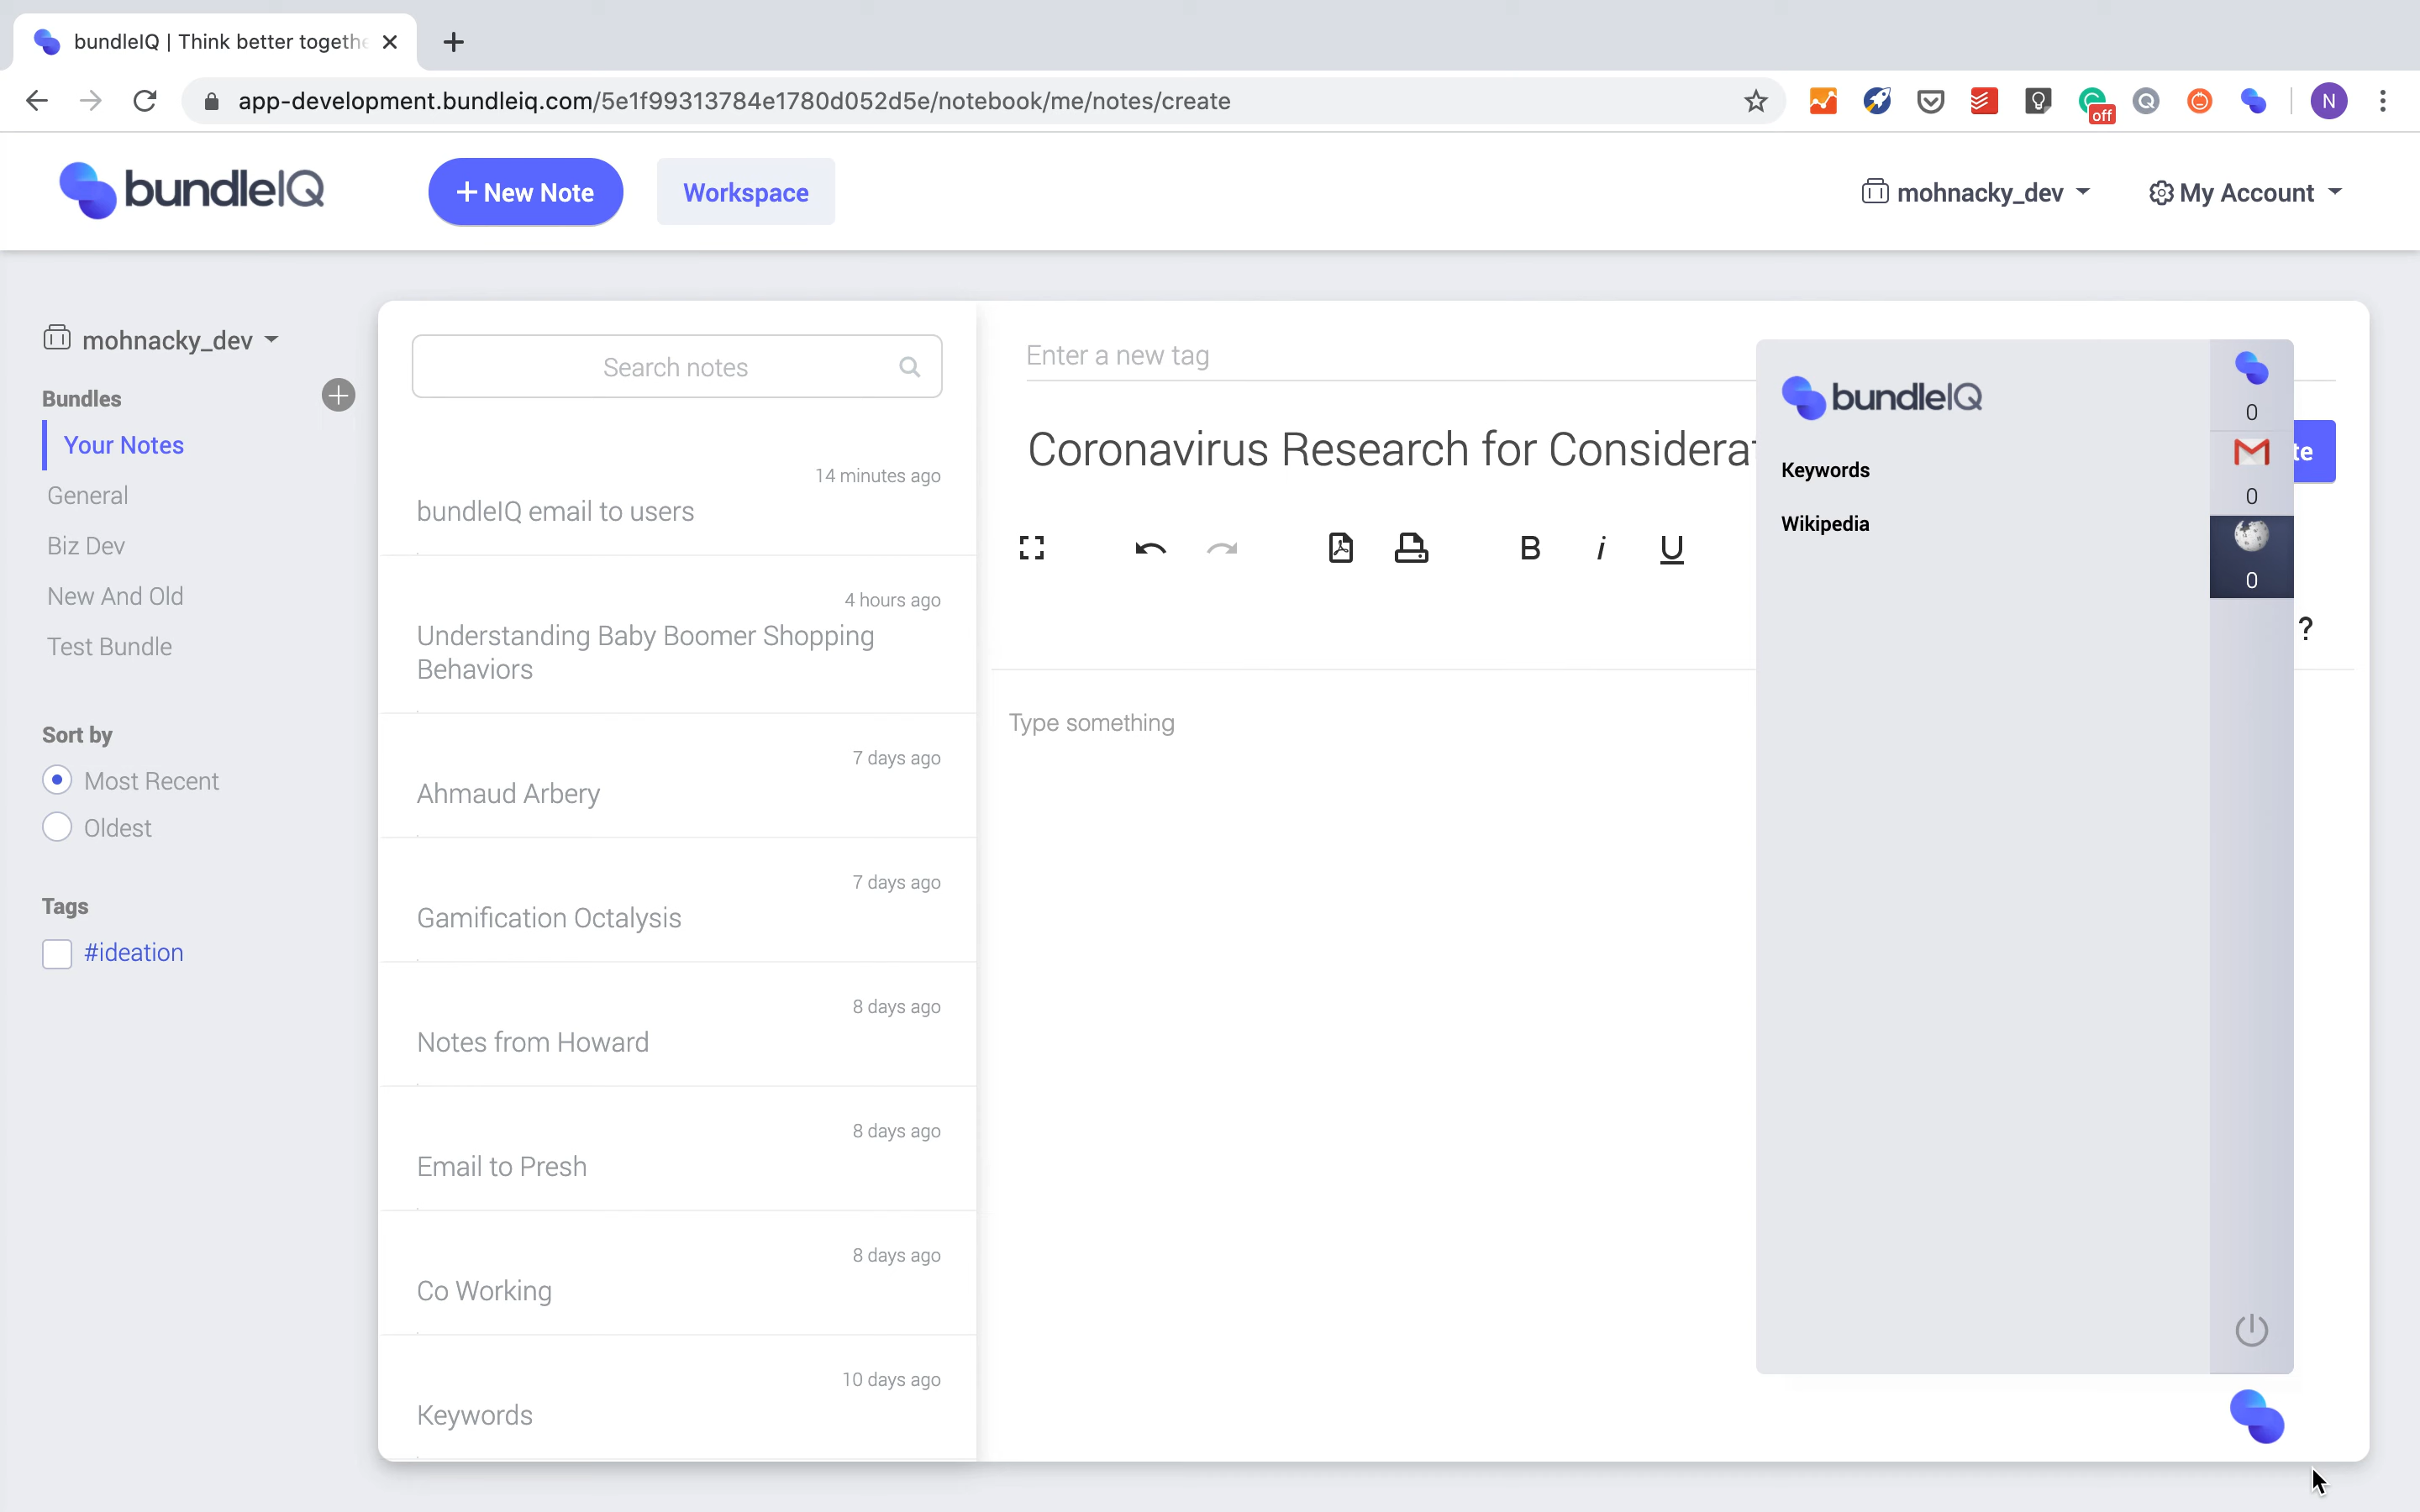 bundleIQ | Think better togethe
app-development.bundleiq.com/5e1f99313784e1780d052d5e/notebook/me/notes/create
off
N
bundleIQ
+ New Note
Workspace
mohnacky_dev
My Account
mohnacky_dev
Bundles
Your Notes
General
Biz Dev
New And Old
Test Bundle
Sort by
Most Recent
Oldest
Tags
#ideation
Search notes
14 minutes ago
bundleIQ email to users
4 hours ago
Understanding Baby Boomer Shopping
Behaviors
7 days ago
Ahmaud Arbery
7 days ago
Gamification Octalysis
8 days ago
Notes from Howard
8 days ago
Email to Presh
8 days ago
Co Working
10 days ago
Keywords
Enter a new tag
Coronavirus Research for Considerat
te
B i U
?
Type something
bundleIQ
Keywords
Wikipedia
0
0
0